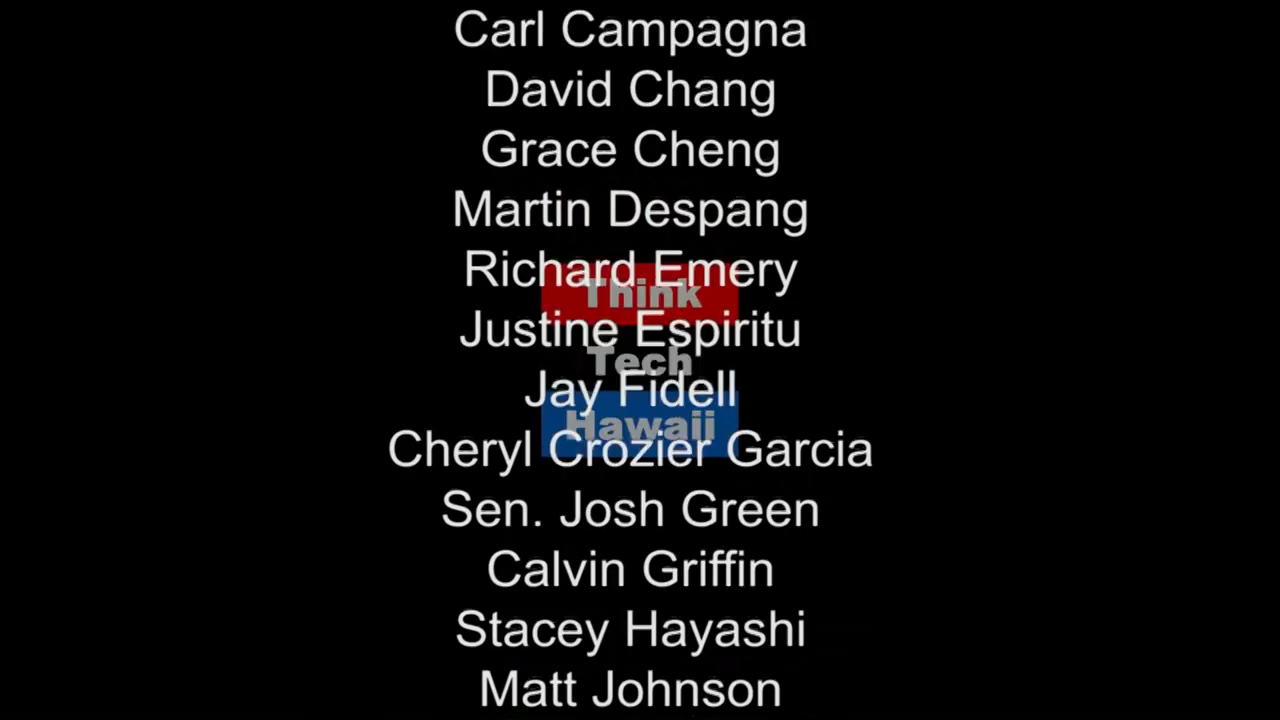 Carl Campagna
David Chang
Grace Cheng
Martin Despang
Richard Emery
Think
Justine Espiritu
Tech
Jay Fidell
Hawaii
Cheryl Crozier Garcia
Sen. Josh Green
Calvin Griffin
Stacey Hayashi
Matt Johnson